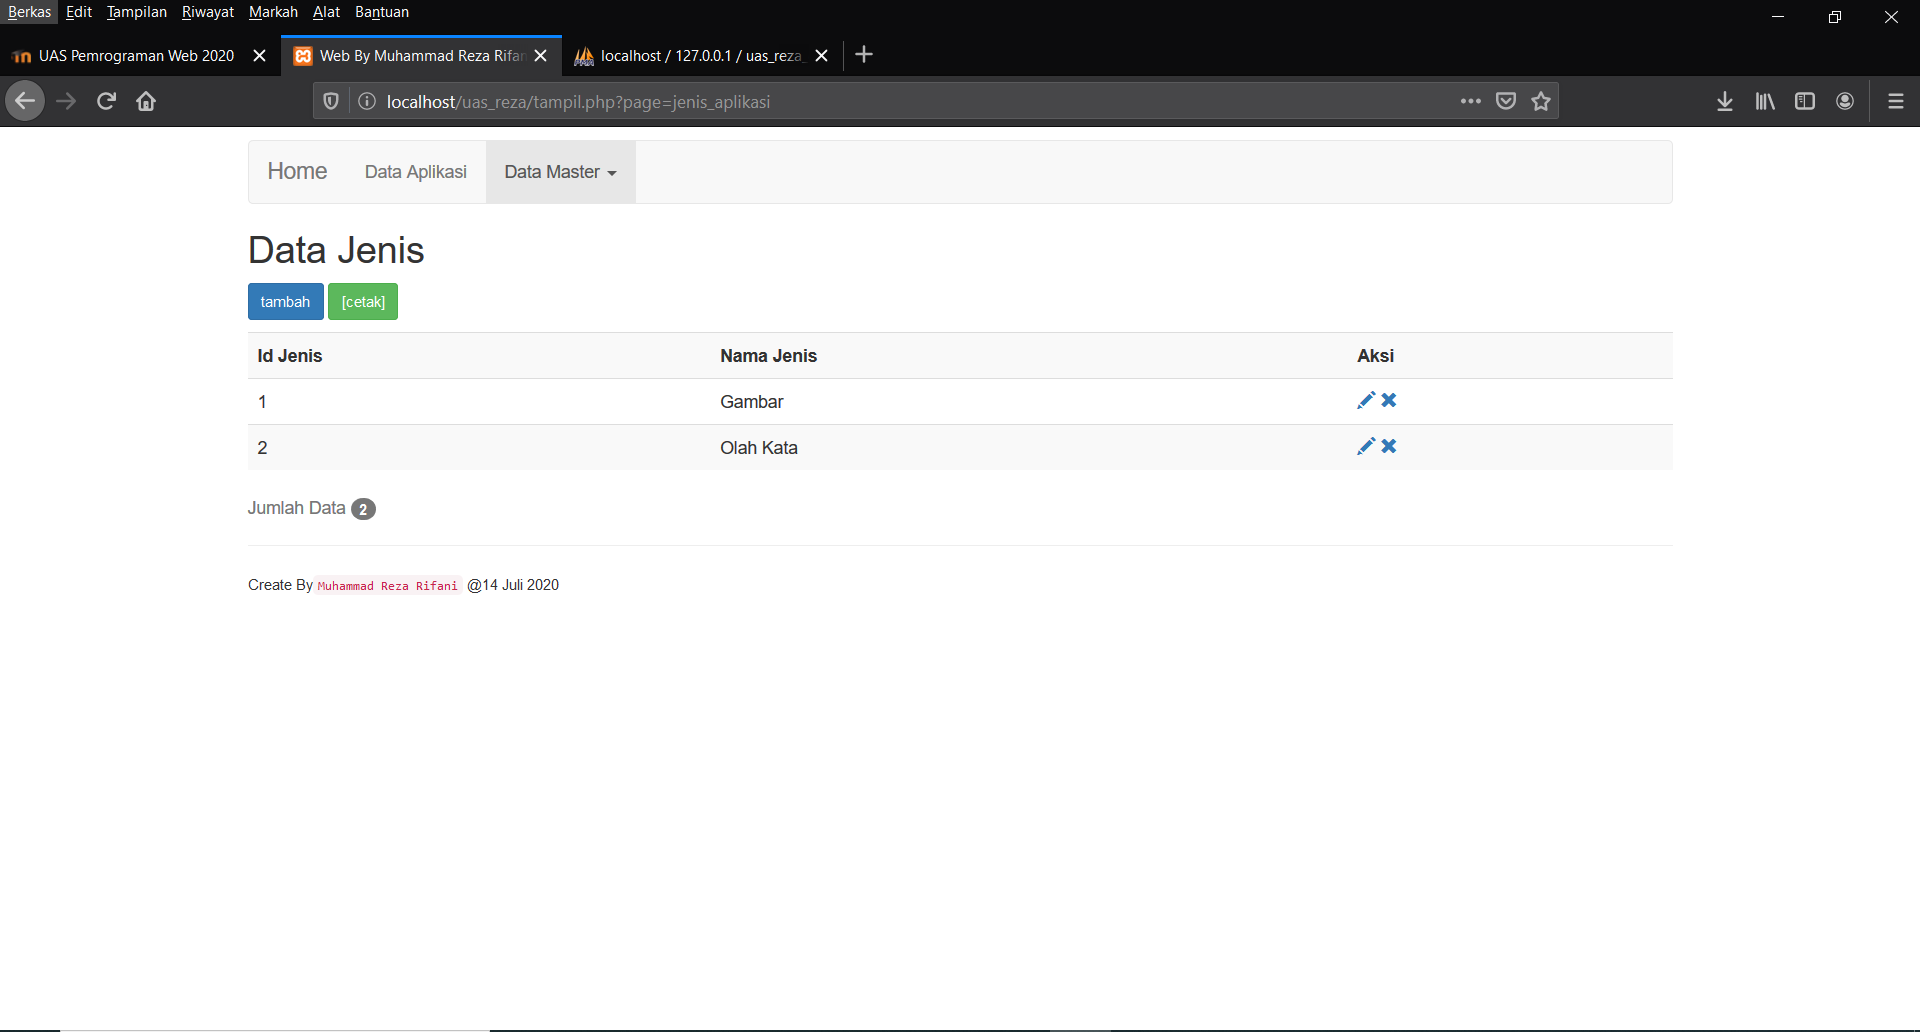 Berkas Edit Tampilan Riwayat Markah Alat Bantuan
UAS Pemrograman Web 2020 Web By Muhammad Reza Rifan localhost / 127.0.0.1 / uas_reza_
localhost/uas_reza/tampil.php?page=jenis_aplikasi
Home Data Aplikasi Data Master
Data Jenis
tambah [cetak]
Id Jenis Nama Jenis Aksi
1 Gambar
2 Olah Kata
Jumlah Data 2
Create By Muhammad Reza Rifani @14 Juli 2020